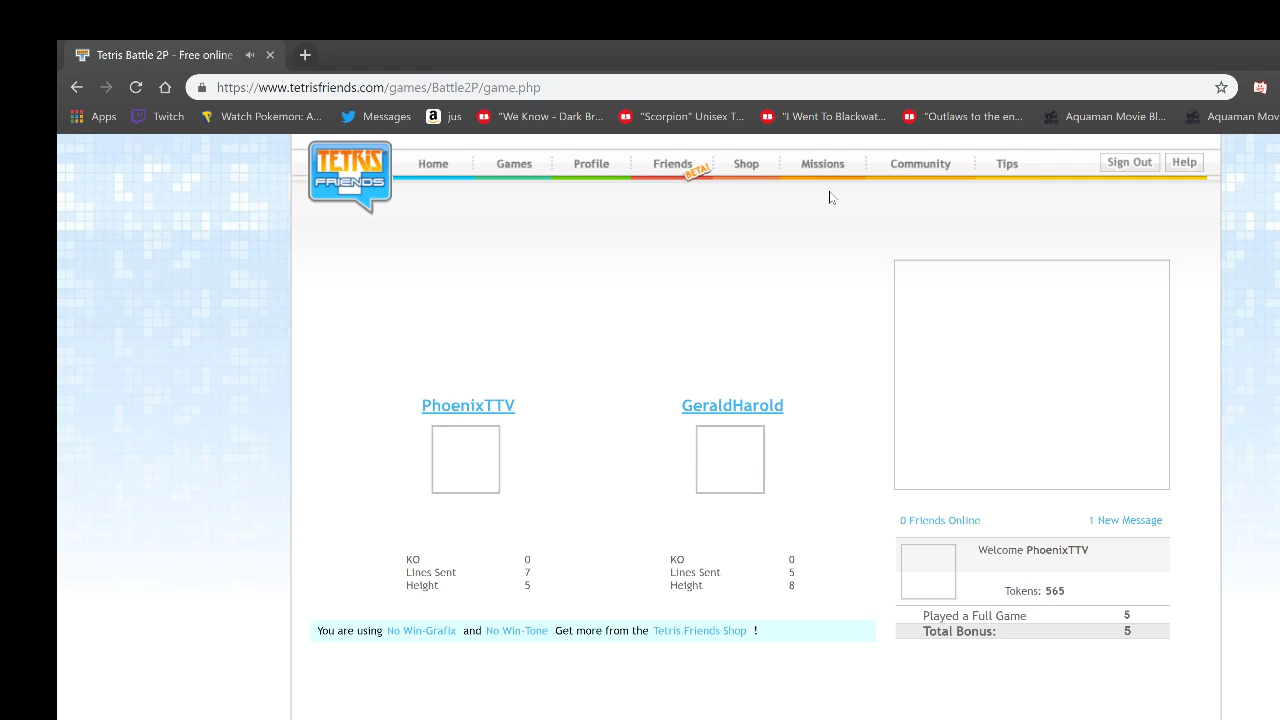 Tetris Battle 2P - Free online
https://www.tetrisfriends.com/games/Battle2P/game.php
Apps Twitch Watch Pokemon: A... Messages jus "We Know - Dark Br... "Scorpion" Unisex T... "I Went To Blackwat... "Outlaws to the en... Aquaman Movie Bl... Aquaman Mov
TETRIS
FRIENDS
Home Games Profile Friends BETA! Shop Missions Community Tips Sign Out Help
PhoenixTTV GeraldHarold
KO 0 KO 0
Lines Sent 7 Lines Sent 5
Height 5 Height 8
You are using No Win-Grafix and No Win-Tone Get more from the Tetris Friends Shop !
0 Friends Online 1 New Message
Welcome PhoenixTTV
Tokens: 565
Played a Full Game 5
Total Bonus: 5